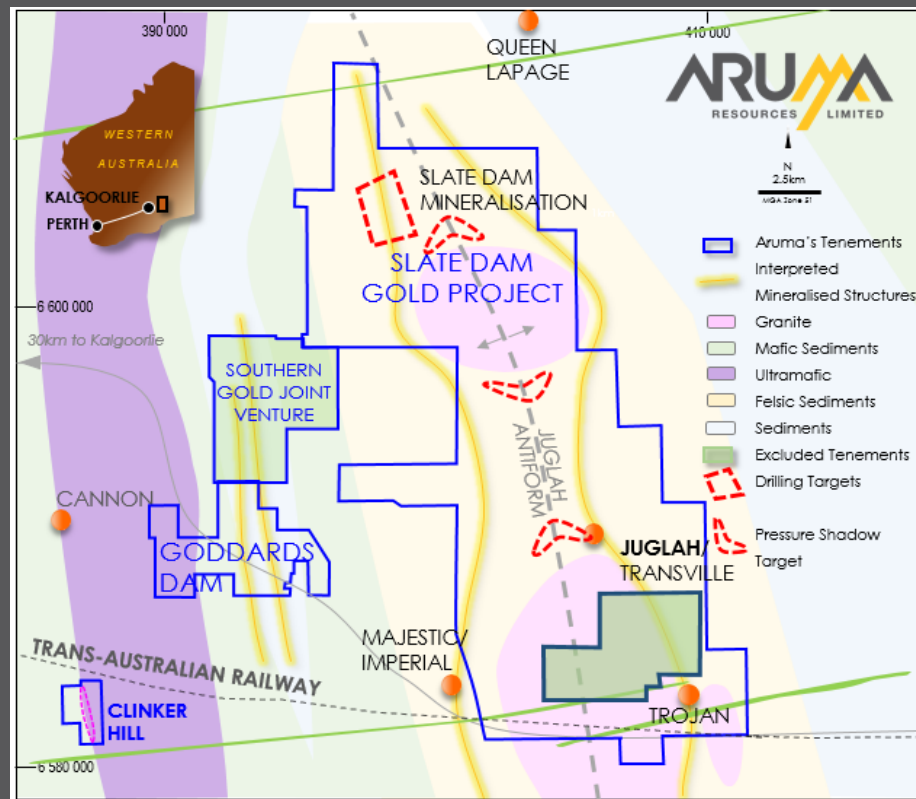 390 000
410 000
QUEEN
LAPAGE
ARUMA
RESOURCES LIMITED
N
2.5km
MGA Zone 51
WESTERN
AUSTRALIA
KALGOORLIE
PERTH
SLATE DAM
MINERALISATION
SLATE DAM
GOLD PROJECT
Aruma's Tenements
Interpreted
Mineralised Structures
Granite
Mafic Sediments
Ultramafic
Felsic Sediments
Sediments
Excluded Tenements
Drilling Targets
Pressure Shadow
Target
6 600 000
30km to Kalgoorlie
SOUTHERN
GOLD JOINT
VENTURE
JUGLAH
ANTIFORM
CANNON
GODDARDS
DAM
JUGLAH/
TRANSVILLE
MAJESTIC/
IMPERIAL
TRANS-AUSTRALIAN RAILWAY
CLINKER
HILL
TROJAN
6 580 000